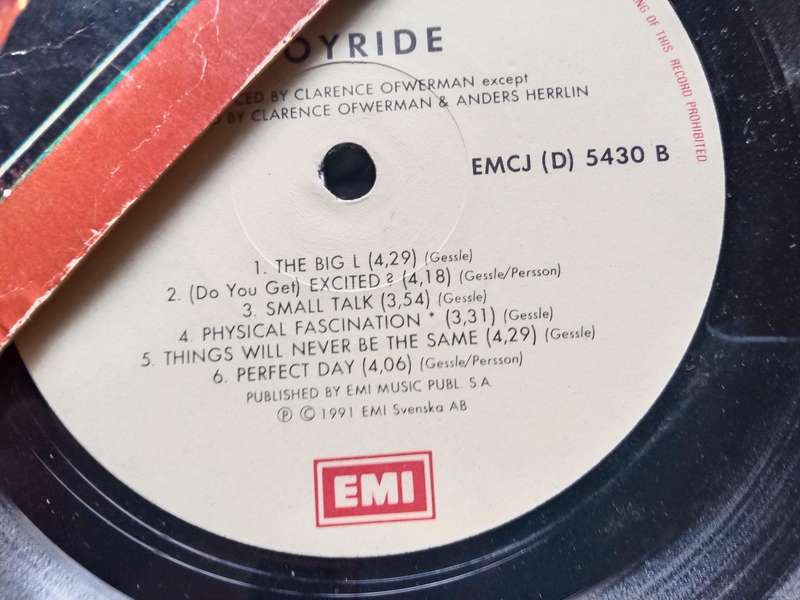 OYRIDE
CED BY CLARENCE OFWERMAN except
BY CLARENCE OFWERMAN & ANDERS HERRLIN
EMCJ (D) 5430 B
1. THE BIG L (4,29) (Gessle)
2. (Do You Get) EXCITED ? (4,18) (Gessle/Persson)
3. SMALL TALK (3,54) (Gessle)
4. PHYSICAL FASCINATION * (3,31) (Gessle)
5. THINGS WILL NEVER BE THE SAME (4,29) (Gessle)
6. PERFECT DAY (4,06) (Gessle/Persson)
PUBLISHED BY EMI MUSIC PUBL. S.A.
℗ © 1991 EMI Svenska AB
EMI
NG OF THIS RECORD PROHIBITED